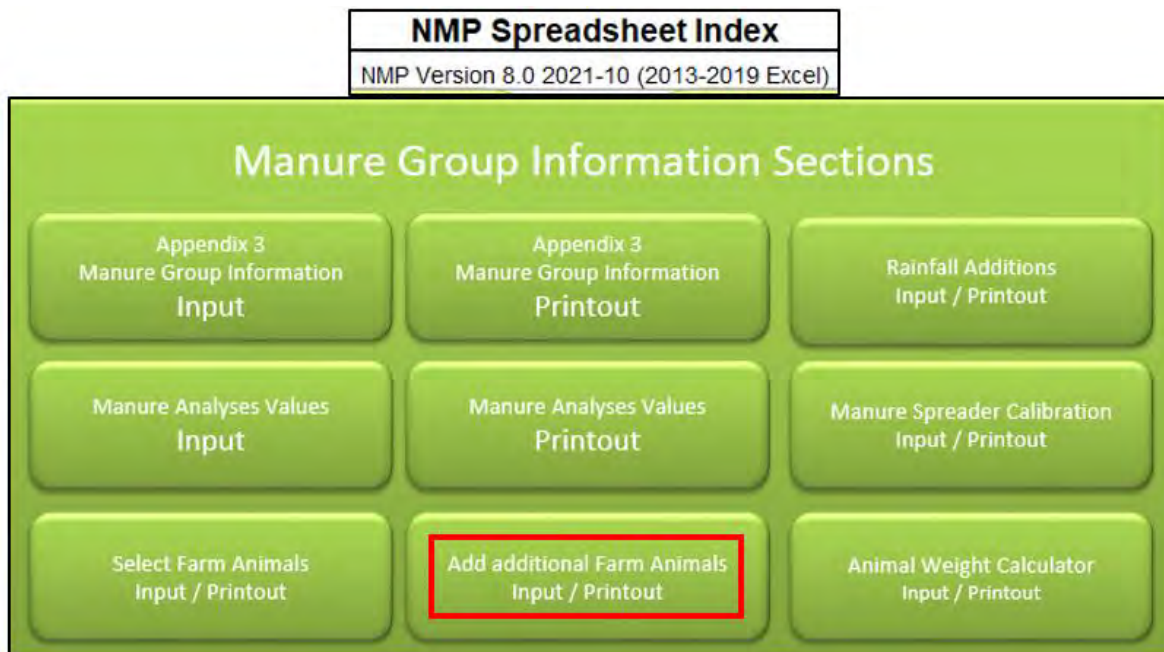 NMP Spreadsheet Index
NMP Version 8.0 2021-10 (2013-2019 Excel)
Manure Group Information Sections
Appendix 3
Manure Group Information
Input
Appendix 3
Manure Group Information
Printout
Rainfall Additions
Input / Printout
Manure Analyses Values
Input
Manure Analyses Values
Printout
Manure Spreader Calibration
Input / Printout
Select Farm Animals
Input / Printout
Add additional Farm Animals
Input / Printout
Animal Weight Calculator
Input / Printout